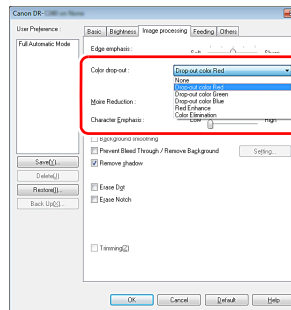 Canon DR-
User Preference :
Full Automatic Mode
Save(Y)...
Delete(J)
Restore(I)...
Back Up(X)...
Basic Brightness Image processing Feeding Others
Edge emphasis:
Soft Sharp
Color drop-out: Drop-out color Red
None
Drop-out color Red
Drop-out color Green
Drop-out color Blue
Red Enhance
Color Elimination
Moire Reduction :
Character Emphasis: Low High
Background smoothing
Prevent Bleed Through / Remove Background Setting...
Remove shadow
Erase Dot
Erase Notch
Trimming(Z)
OK Cancel Default Help